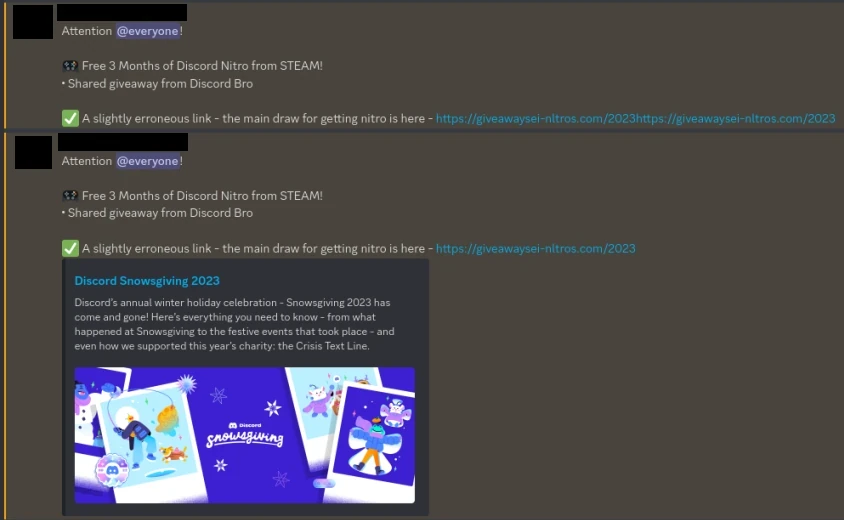 Attention @everyone!
Free 3 Months of Discord Nitro from STEAM!
• Shared giveaway from Discord Bro
✅ A slightly erroneous link - the main draw for getting nitro is here - https://giveawaysei-nltros.com/2023https://giveawaysei-nltros.com/2023
Attention @everyone!
Free 3 Months of Discord Nitro from STEAM!
• Shared giveaway from Discord Bro
✅ A slightly erroneous link - the main draw for getting nitro is here - https://giveawaysei-nltros.com/2023
Discord Snowsgiving 2023
Discord's annual winter holiday celebration - Snowsgiving 2023 has
come and gone! Here's everything you need to know - from what
happened at Snowsgiving to the festive events that took place - and
even how we supported this year's charity: the Crisis Text Line.
Discord
snowsgiving